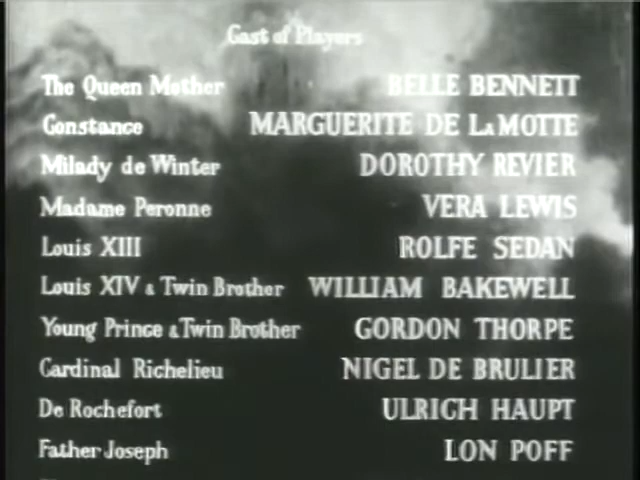 Cast of Players
The Queen Mother BELLE BENNETT
Constance MARGUERITE DE LA MOTTE
Milady de Winter DOROTHY REVIER
Madame Peronne VERA LEWIS
Louis XIII ROLFE SEDAN
Louis XIV & Twin Brother WILLIAM BAKEWELL
Young Prince & Twin Brother GORDON THORPE
Cardinal Richelieu NIGEL DE BRULIER
De Rochefort ULRICH HAUPT
Father Joseph LON POFF